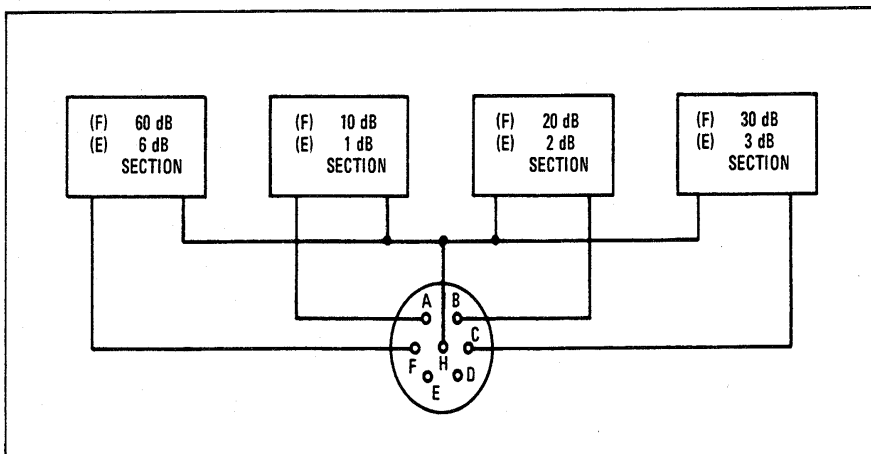 (F) 60 dB
(E) 6 dB
SECTION
(F) 10 dB
(E) 1 dB
SECTION
(F) 20 dB
(E) 2 dB
SECTION
(F) 30 dB
(E) 3 dB
SECTION
A B
F H C
E D